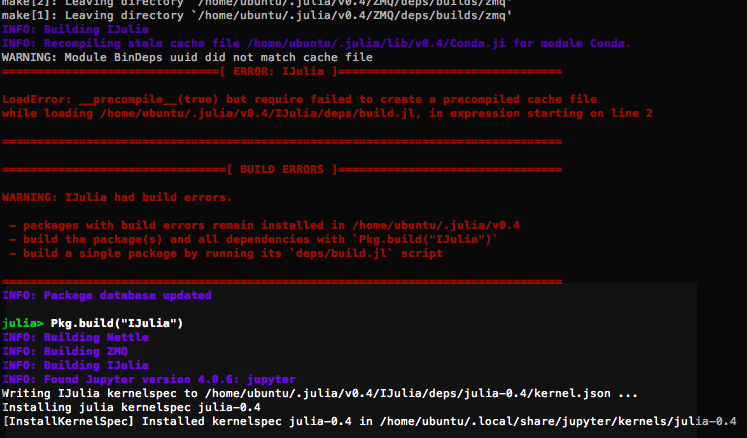 make[2]: Leaving directory `/home/ubuntu/.julia/v0.4/ZMQ/deps/builds/zmq'
make[1]: Leaving directory `/home/ubuntu/.julia/v0.4/ZMQ/deps/builds/zmq'
INFO: Building IJulia
INFO: Recompiling stale cache file /home/ubuntu/.julia/lib/v0.4/Conda.ji for module Conda.
WARNING: Module BinDeps uuid did not match cache file
===============================[ ERROR: IJulia ]================================
LoadError: __precompile__(true) but require failed to create a precompiled cache file
while loading /home/ubuntu/.julia/v0.4/IJulia/deps/build.jl, in expression starting on line 2
================================================================================
================================[ BUILD ERRORS ]================================
WARNING: IJulia had build errors.
- packages with build errors remain installed in /home/ubuntu/.julia/v0.4
- build the package(s) and all dependencies with `Pkg.build("IJulia")`
- build a single package by running its `deps/build.jl` script
================================================================================
INFO: Package database updated
julia> Pkg.build("IJulia")
INFO: Building Nettle
INFO: Building ZMQ
INFO: Building IJulia
INFO: Found Jupyter version 4.0.6: jupyter
Writing IJulia kernelspec to /home/ubuntu/.julia/v0.4/IJulia/deps/julia-0.4/kernel.json ...
Installing julia kernelspec julia-0.4
[InstallKernelSpec] Installed kernelspec julia-0.4 in /home/ubuntu/.local/share/jupyter/kernels/julia-0.4